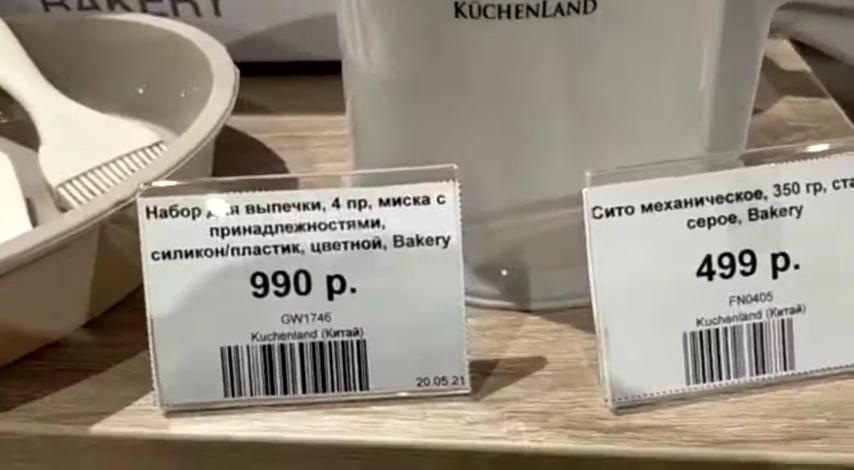 BAKERY
KÜCHENLAND
Набор для выпечки, 4 пр, миска с
принадлежностями,
силикон/пластик, цветной, Bakery
990 р.
GW1746
Kuchenland (Китай)
20.05.21
Сито механическое, 350 гр,
серое, Bakery
499 р.
FN0405
Kuchenland (Китай)